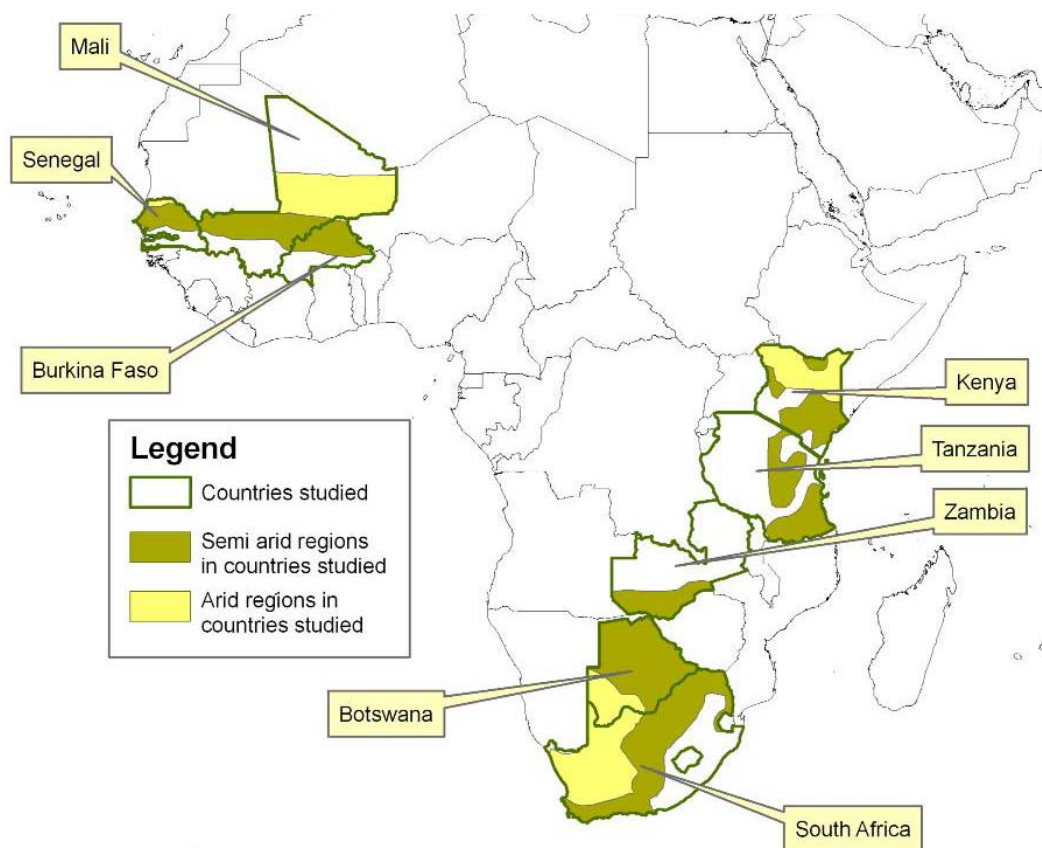 Mali
Senegal
Burkina Faso
Kenya
Tanzania
Zambia
Botswana
South Africa
Legend
Countries studied
Semi arid regions
in countries studied
Arid regions in
countries studied